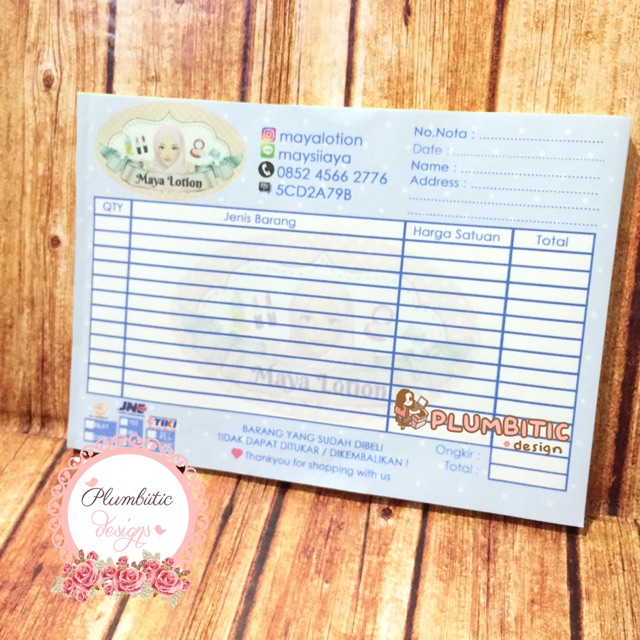 Maya Lotion
mayalotion
maysiiaya
0852 4566 2776
5CD2A79B
No.Nota :
Date :
Name :
Address :
QTY Jenis Barang Harga Satuan Total
Maya Lotion
JNE TIKI
BARANG YANG SUDAH DIBELI
TIDAK DAPAT DITUKAR / DIKEMBALIKAN !
Thankyou for shopping with us
Ongkir :
Total :
PLUMBITIC
design
Plumbitic
designs